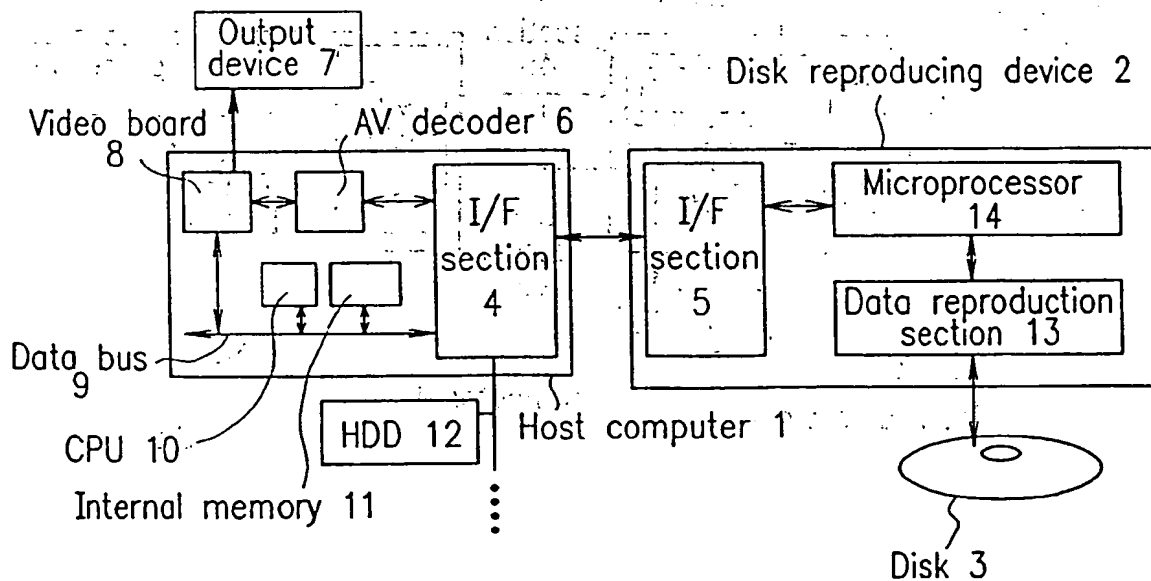 Output
device 7
Disk reproducing device 2
Video board
8
AV decoder 6
I/F
section
4
I/F
section
5
Microprocessor
14
Data reproduction
section 13
Data bus
9
CPU 10
HDD 12
Host computer 1
Internal memory 11
Disk 3